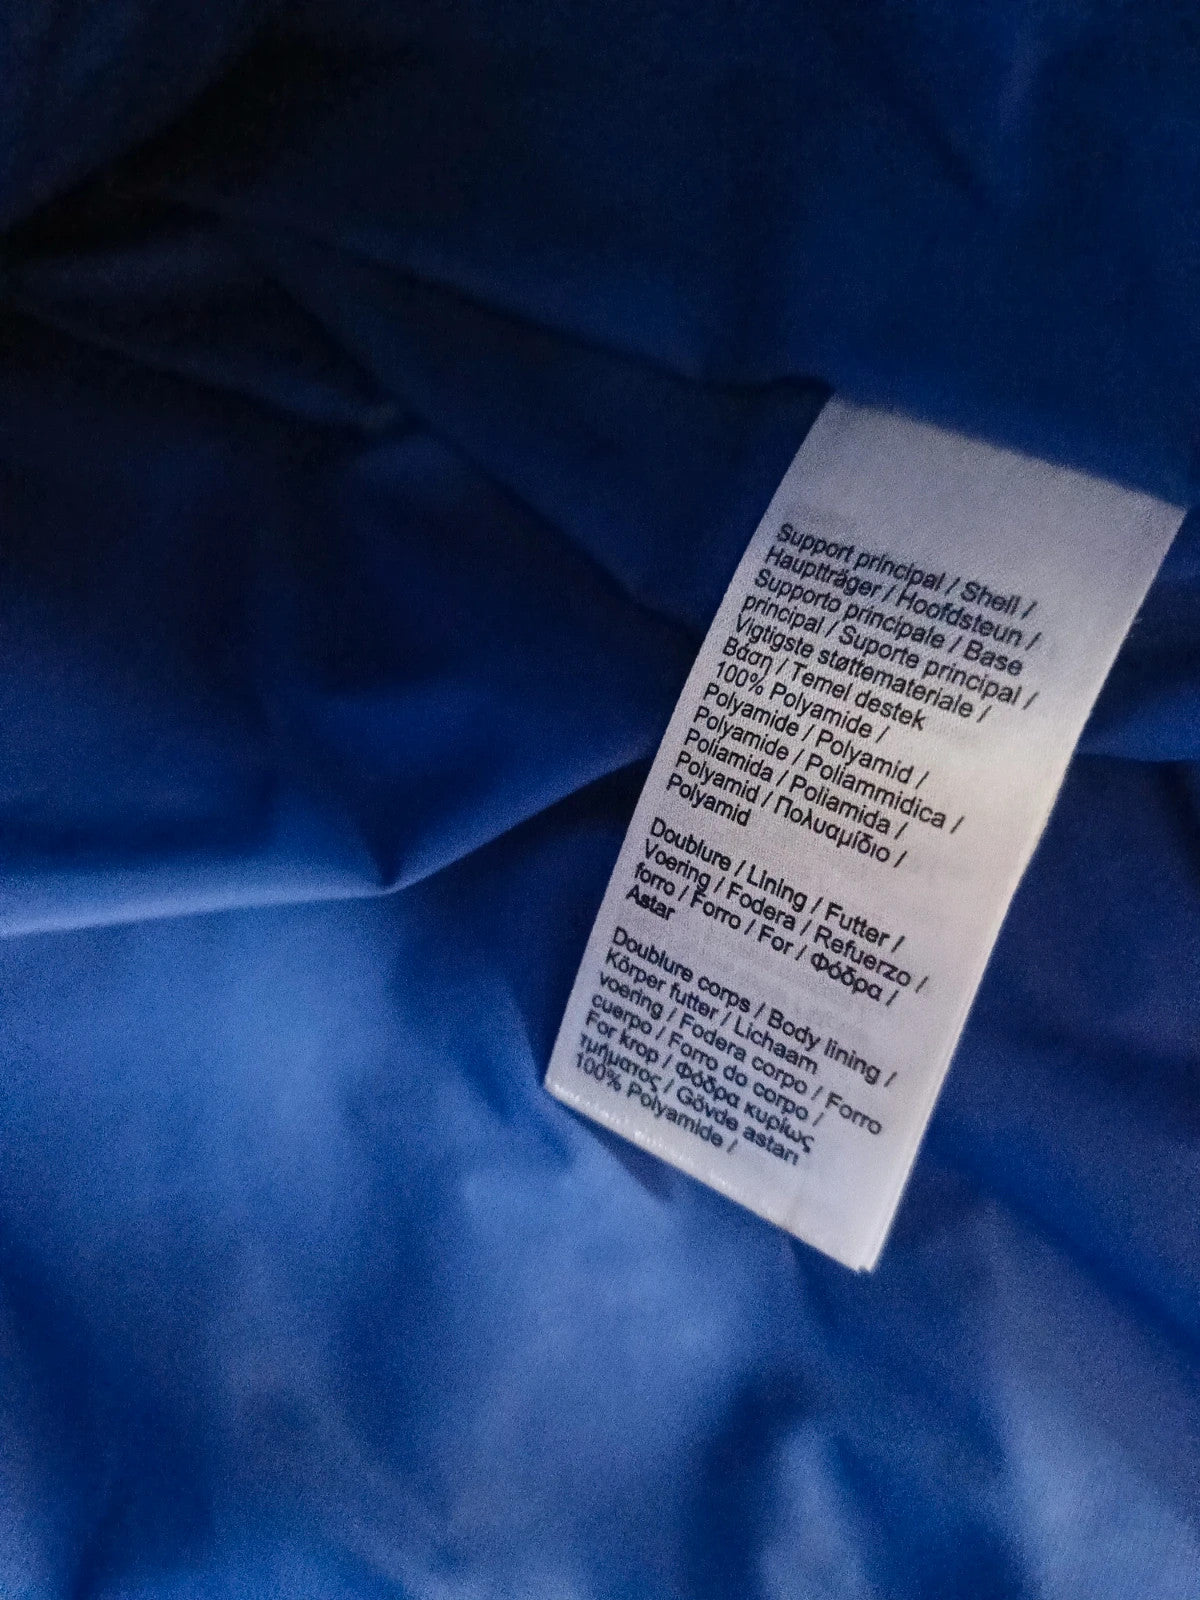 Support principal / Shell /
Hauptträger / Hoofdsteun /
Supporto principale / Base
principal / Suporte principal /
Vigtigste støttemateriale /
Βάση / Temel destek
100% Polyamide /
Polyamide / Polyamid /
Polyamide / Poliammidica /
Poliamida / Poliamida /
Polyamid / Πολυαμίδιο /
Polyamid
Doublure / Lining / Futter /
Voering / Fodera / Refuerzo /
forro / Forro / For / Φόδρα /
Astar
Doublure corps / Body lining /
Körper futter / Lichaam
voering / Fodera corpo / Forro
cuerpo / Forro do corpo /
For krop / Φόδρα κυρίως
τμήματος / Gövde astarı
100% Polyamide /